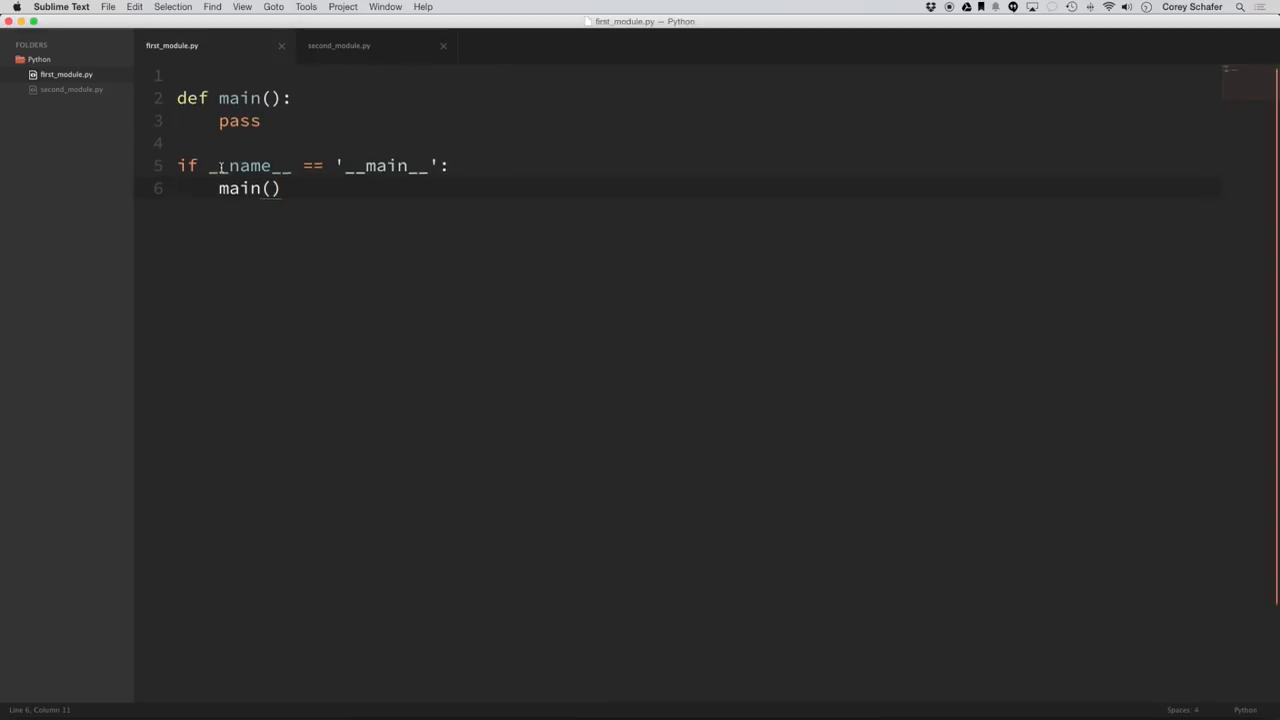 Sublime Text File Edit Selection Find View Goto Tools Project Window Help Corey Schafer
first_module.py — Python
FOLDERS
Python
first_module.py
second_module.py
first_module.py second_module.py
1
2 def main():
3 pass
4
5 if __name__ == '__main__':
6 main()
Line 6, Column 11 Spaces: 4 Python